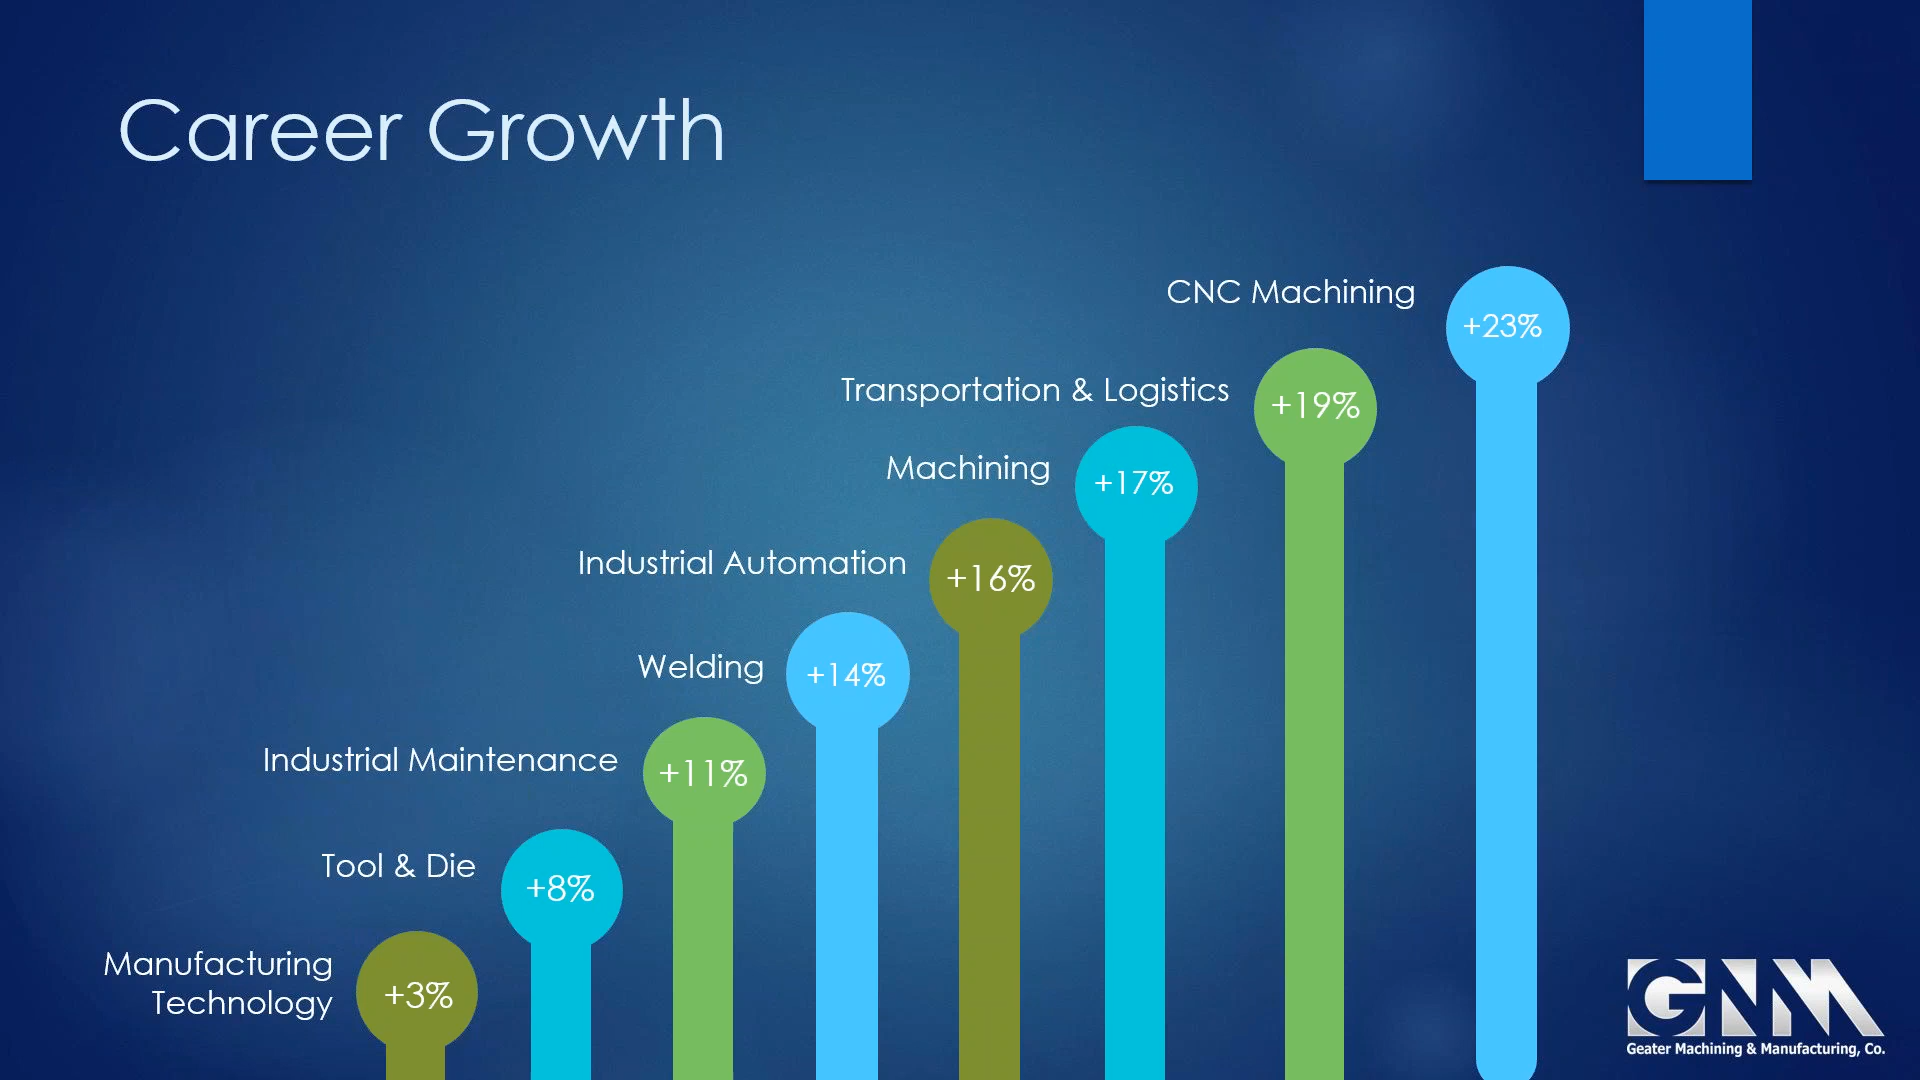 Career Growth
CNC Machining
+23%
Transportation & Logistics
+19%
Machining
+17%
Industrial Automation
+16%
Welding
+14%
Industrial Maintenance
+11%
Tool & Die
+8%
Manufacturing
Technology
+3%
GMM
Geater Machining & Manufacturing, Co.